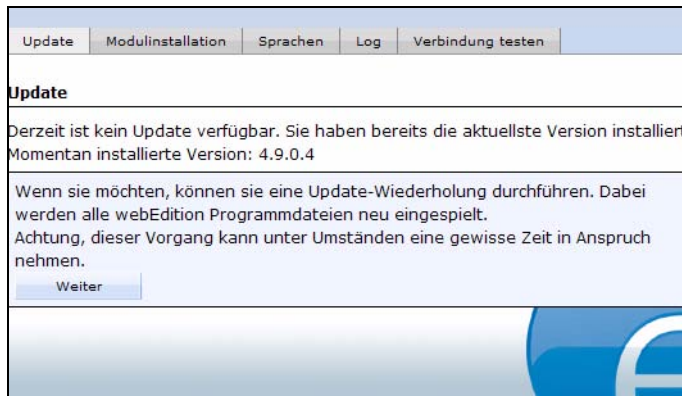 Update Modulinstallation Sprachen Log Verbindung testen
Update
Derzeit ist kein Update verfügbar. Sie haben bereits die aktuellste Version installiert
Momentan installierte Version: 4.9.0.4
Wenn sie möchten, können sie eine Update-Wiederholung durchführen. Dabei
werden alle webEdition Programmdateien neu eingespielt.
Achtung, dieser Vorgang kann unter Umständen eine gewisse Zeit in Anspruch
nehmen.
Weiter